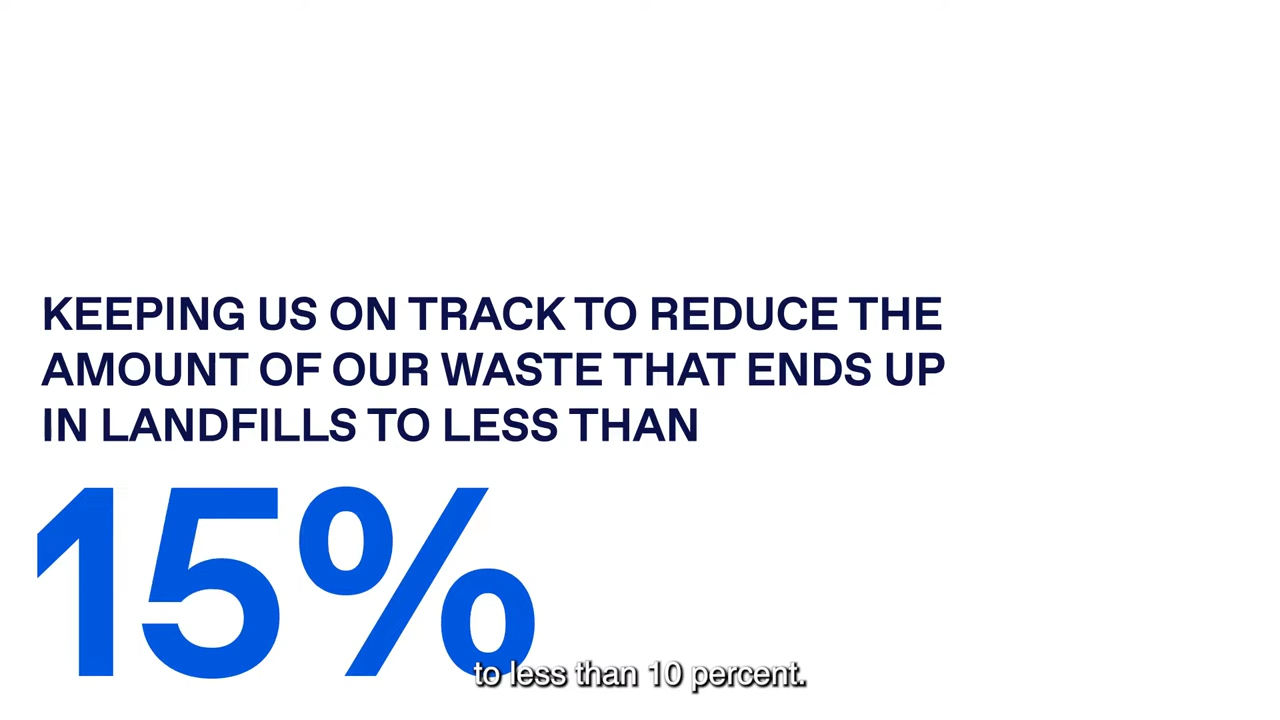 KEEPING US ON TRACK TO REDUCE THE
AMOUNT OF OUR WASTE THAT ENDS UP
IN LANDFILLS TO LESS THAN
15%
to less than 10 percent.